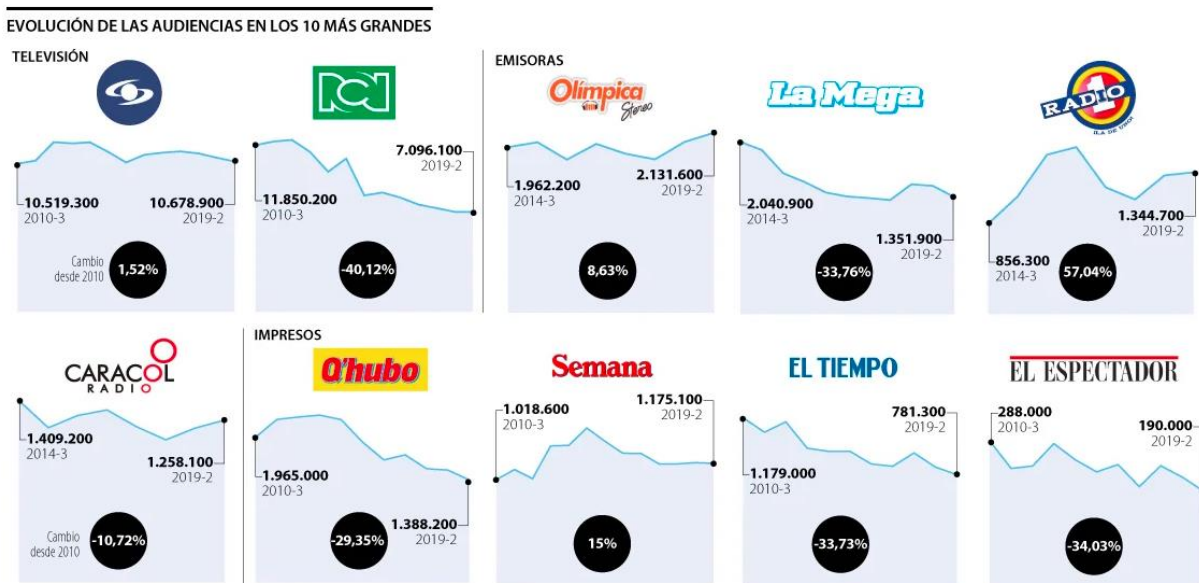 EVOLUCIÓN DE LAS AUDIENCIAS EN LOS 10 MÁS GRANDES
TELEVISIÓN
10.519.300
2010-3
10.678.900
2019-2
Cambio
desde 2010
1,52%
RCN
11.850.200
2010-3
7.096.100
2019-2
-40,12%
EMISORAS
Olímpica
Stereo
1.962.200
2014-3
2.131.600
2019-2
8,63%
La Mega
2.040.900
2014-3
1.351.900
2019-2
-33,76%
RADIO
1
856.300
2014-3
1.344.700
2019-2
57,04%
CARACOL
RADIO
1.409.200
2014-3
1.258.100
2019-2
Cambio
desde 2010
-10,72%
IMPRESOS
Q'hubo
1.965.000
2010-3
1.388.200
2019-2
-29,35%
Semana
1.018.600
2010-3
1.175.100
2019-2
15%
EL TIEMPO
1.179.000
2010-3
781.300
2019-2
-33,73%
EL ESPECTADOR
288.000
2010-3
190.000
2019-2
-34,03%